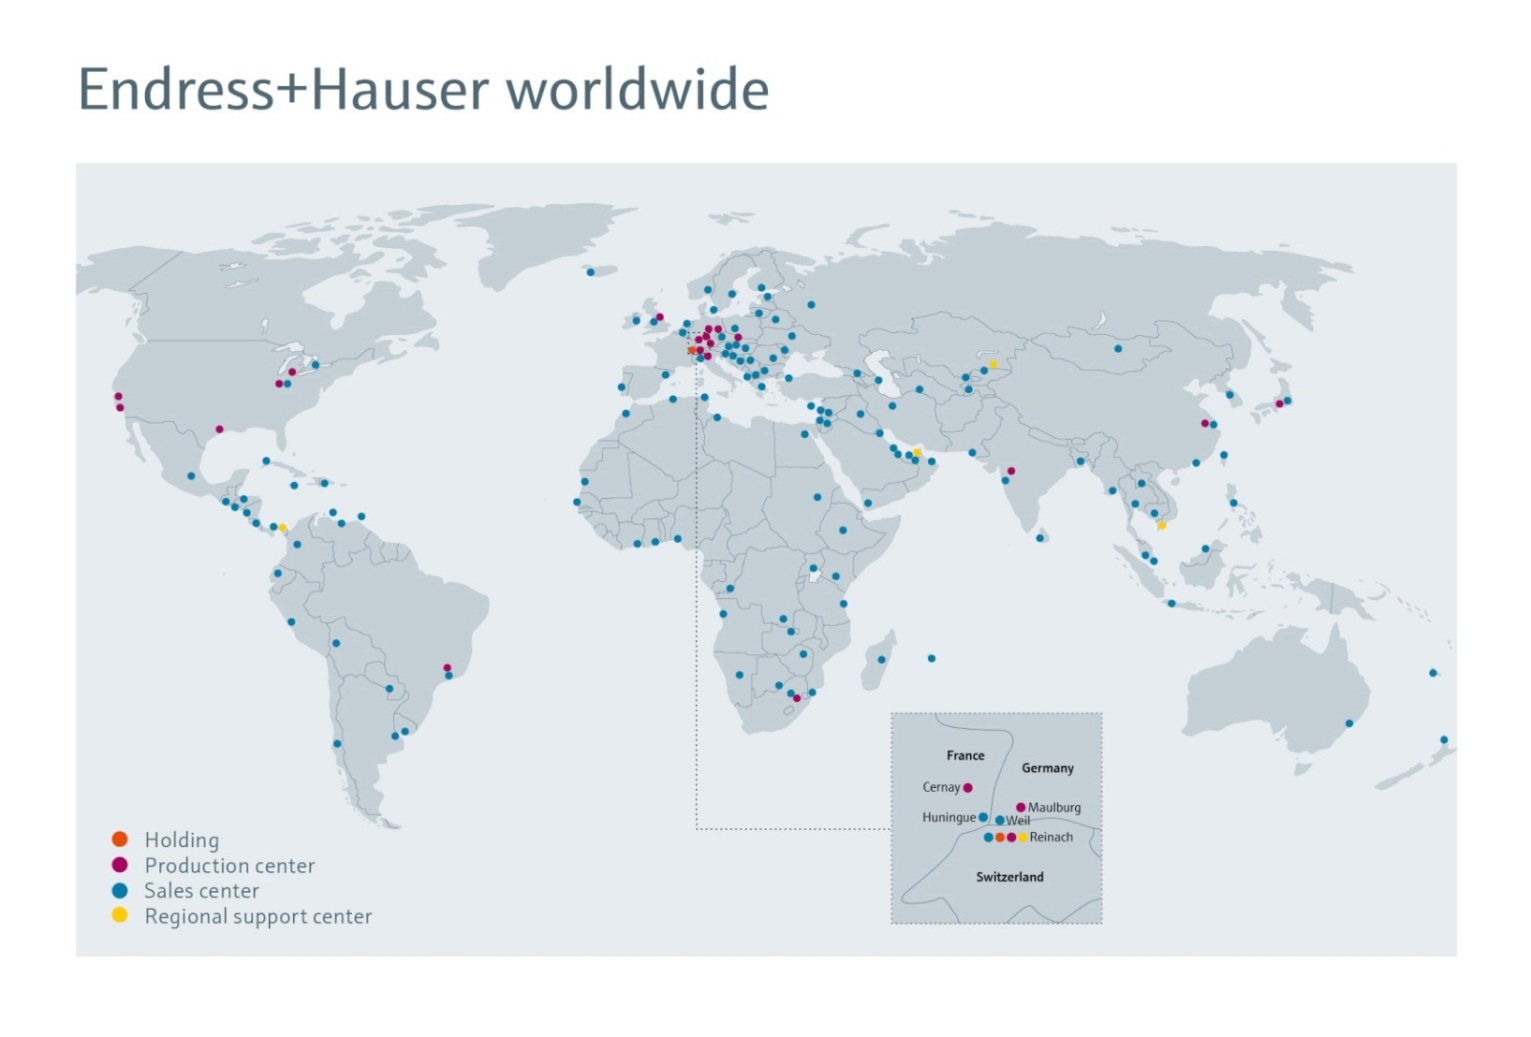 Endress+Hauser worldwide
France
Germany
Cernay
Maulburg
Huningue
Weil
Reinach
Switzerland
Holding
Production center
Sales center
Regional support center